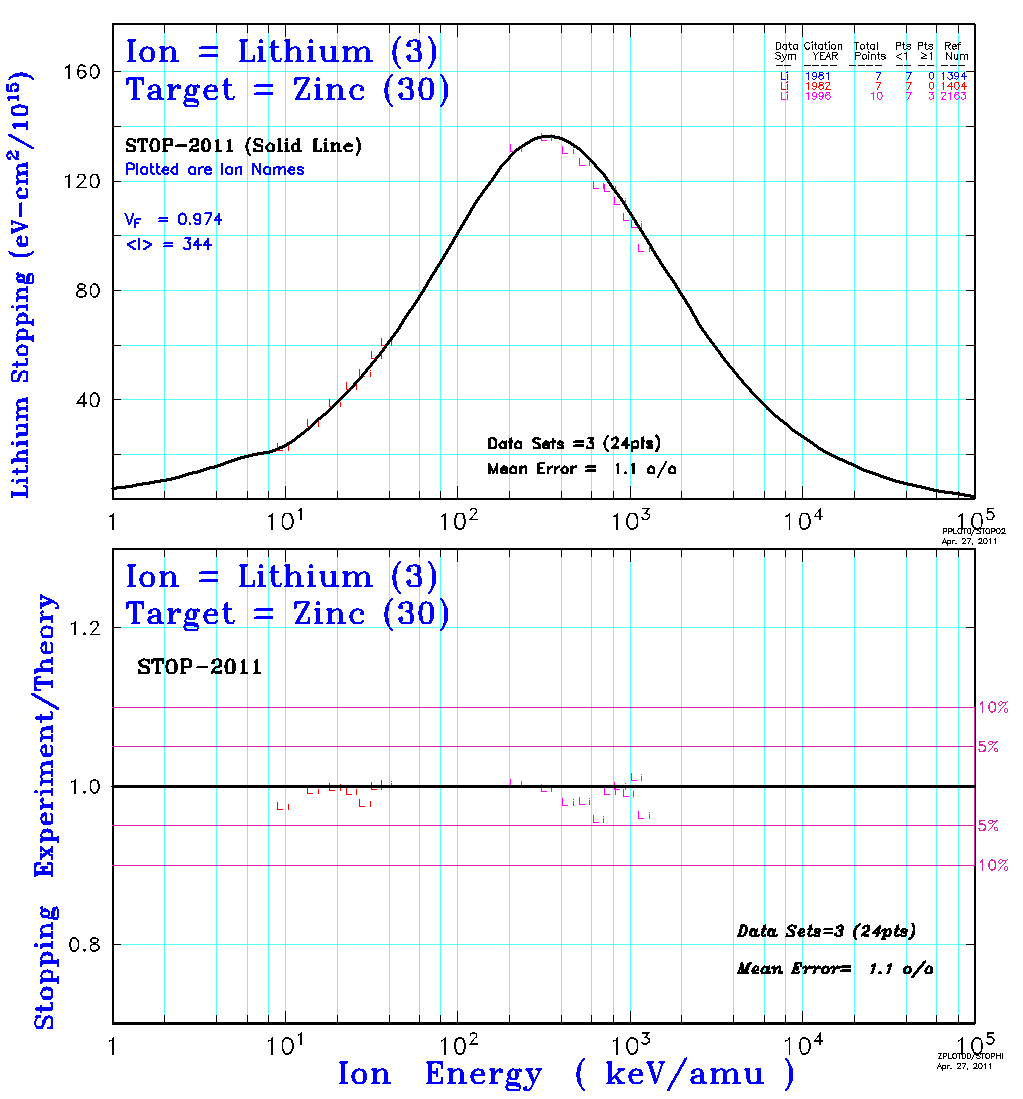 Ion = Lithium (3)
Target = Zinc (30)
STOP-2011 (Solid Line)
Plotted are Ion Names
VF = 0.974
<I> = 344
Data Citation Total Pts Pts Ref
Sym YEAR Points <1 ≥1 Num
Li 1981 7 7 0 1394
Li 1982 7 7 0 1404
Li 1996 10 7 3 2163
Lithium Stopping (eV-cm²/10¹⁵)
160
120
80
40
Data Sets =3 (24pts)
Mean Error = 1.1 o/o
1 10¹ 10² 10³ 10⁴ 10⁵
Apr. 27, 2011
Ion = Lithium (3)
Target = Zinc (30)
STOP-2011
Stopping Experiment/Theory
1.2
1.0
0.8
10%
5%
5%
10%
Data Sets=3 (24pts)
Mean Error= 1.1 o/o
1 10¹ 10² 10³ 10⁴ 10⁵
Ion Energy ( keV/amu )
Apr. 27, 2011